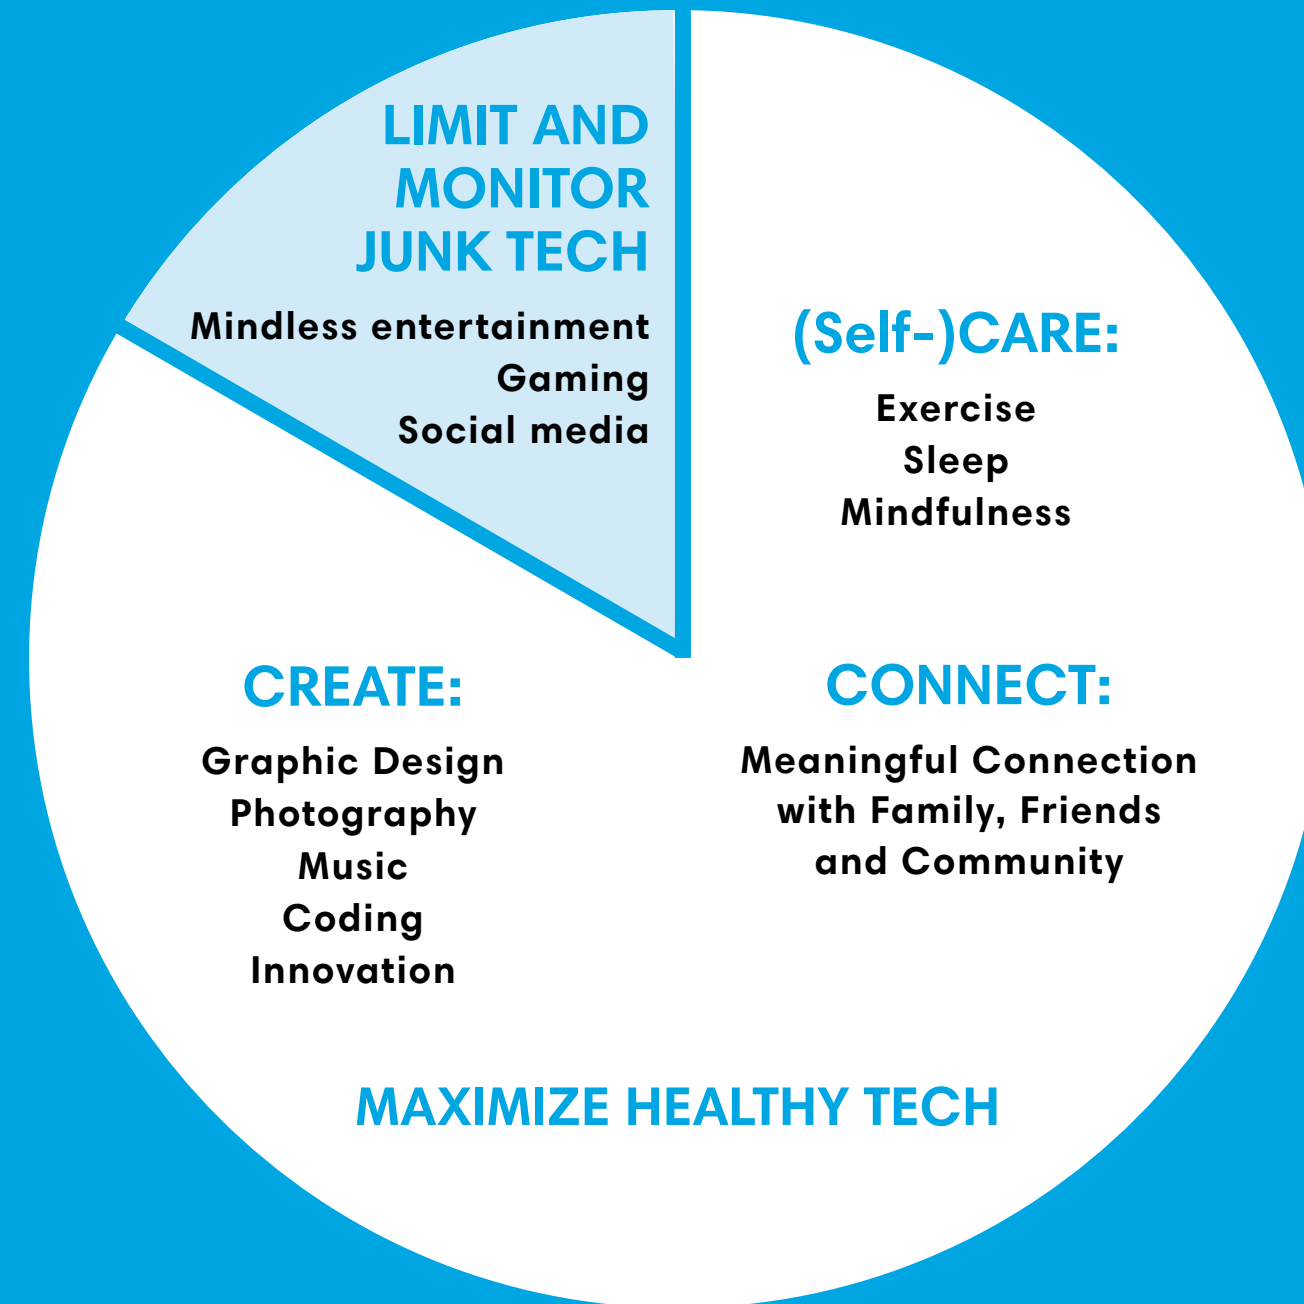 LIMIT AND
MONITOR
JUNK TECH
Mindless entertainment
Gaming
Social media
(Self-)CARE:
Exercise
Sleep
Mindfulness
CREATE:
Graphic Design
Photography
Music
Coding
Innovation
CONNECT:
Meaningful Connection
with Family, Friends
and Community
MAXIMIZE HEALTHY TECH